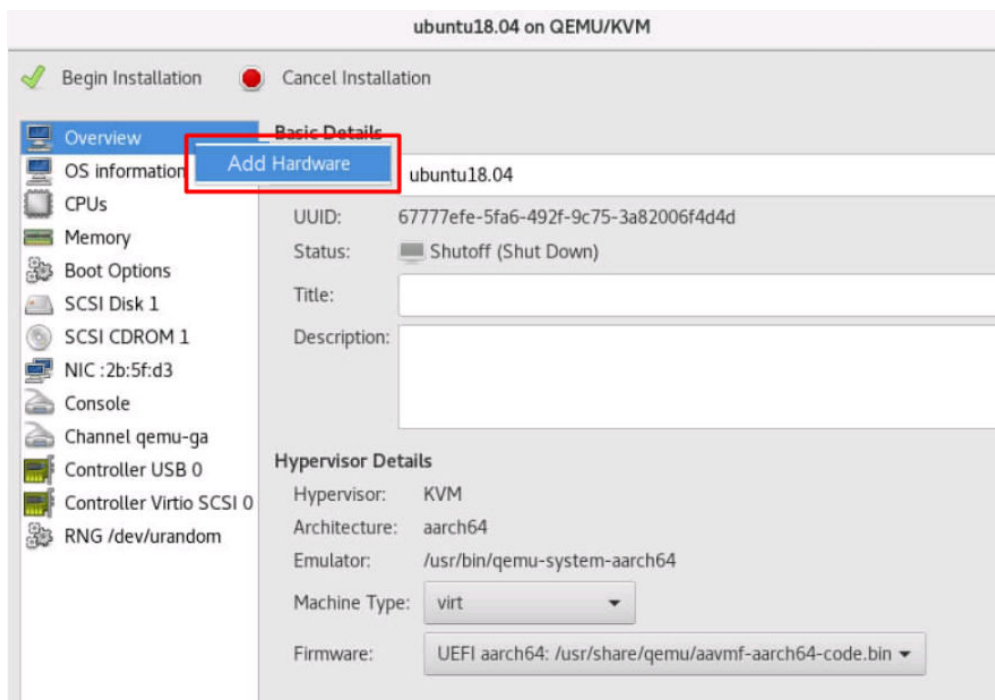 ubuntu18.04 on QEMU/KVM
Begin Installation Cancel Installation
Overview
OS information
CPUs
Memory
Boot Options
SCSI Disk 1
SCSI CDROM 1
NIC :2b:5f:d3
Console
Channel qemu-ga
Controller USB 0
Controller Virtio SCSI 0
RNG /dev/urandom
Add Hardware
Basic Details
ubuntu18.04
UUID: 67777efe-5fa6-492f-9c75-3a82006f4d4d
Status: Shutoff (Shut Down)
Title:
Description:
Hypervisor Details
Hypervisor: KVM
Architecture: aarch64
Emulator: /usr/bin/qemu-system-aarch64
Machine Type: virt
Firmware: UEFI aarch64: /usr/share/qemu/aavmf-aarch64-code.bin